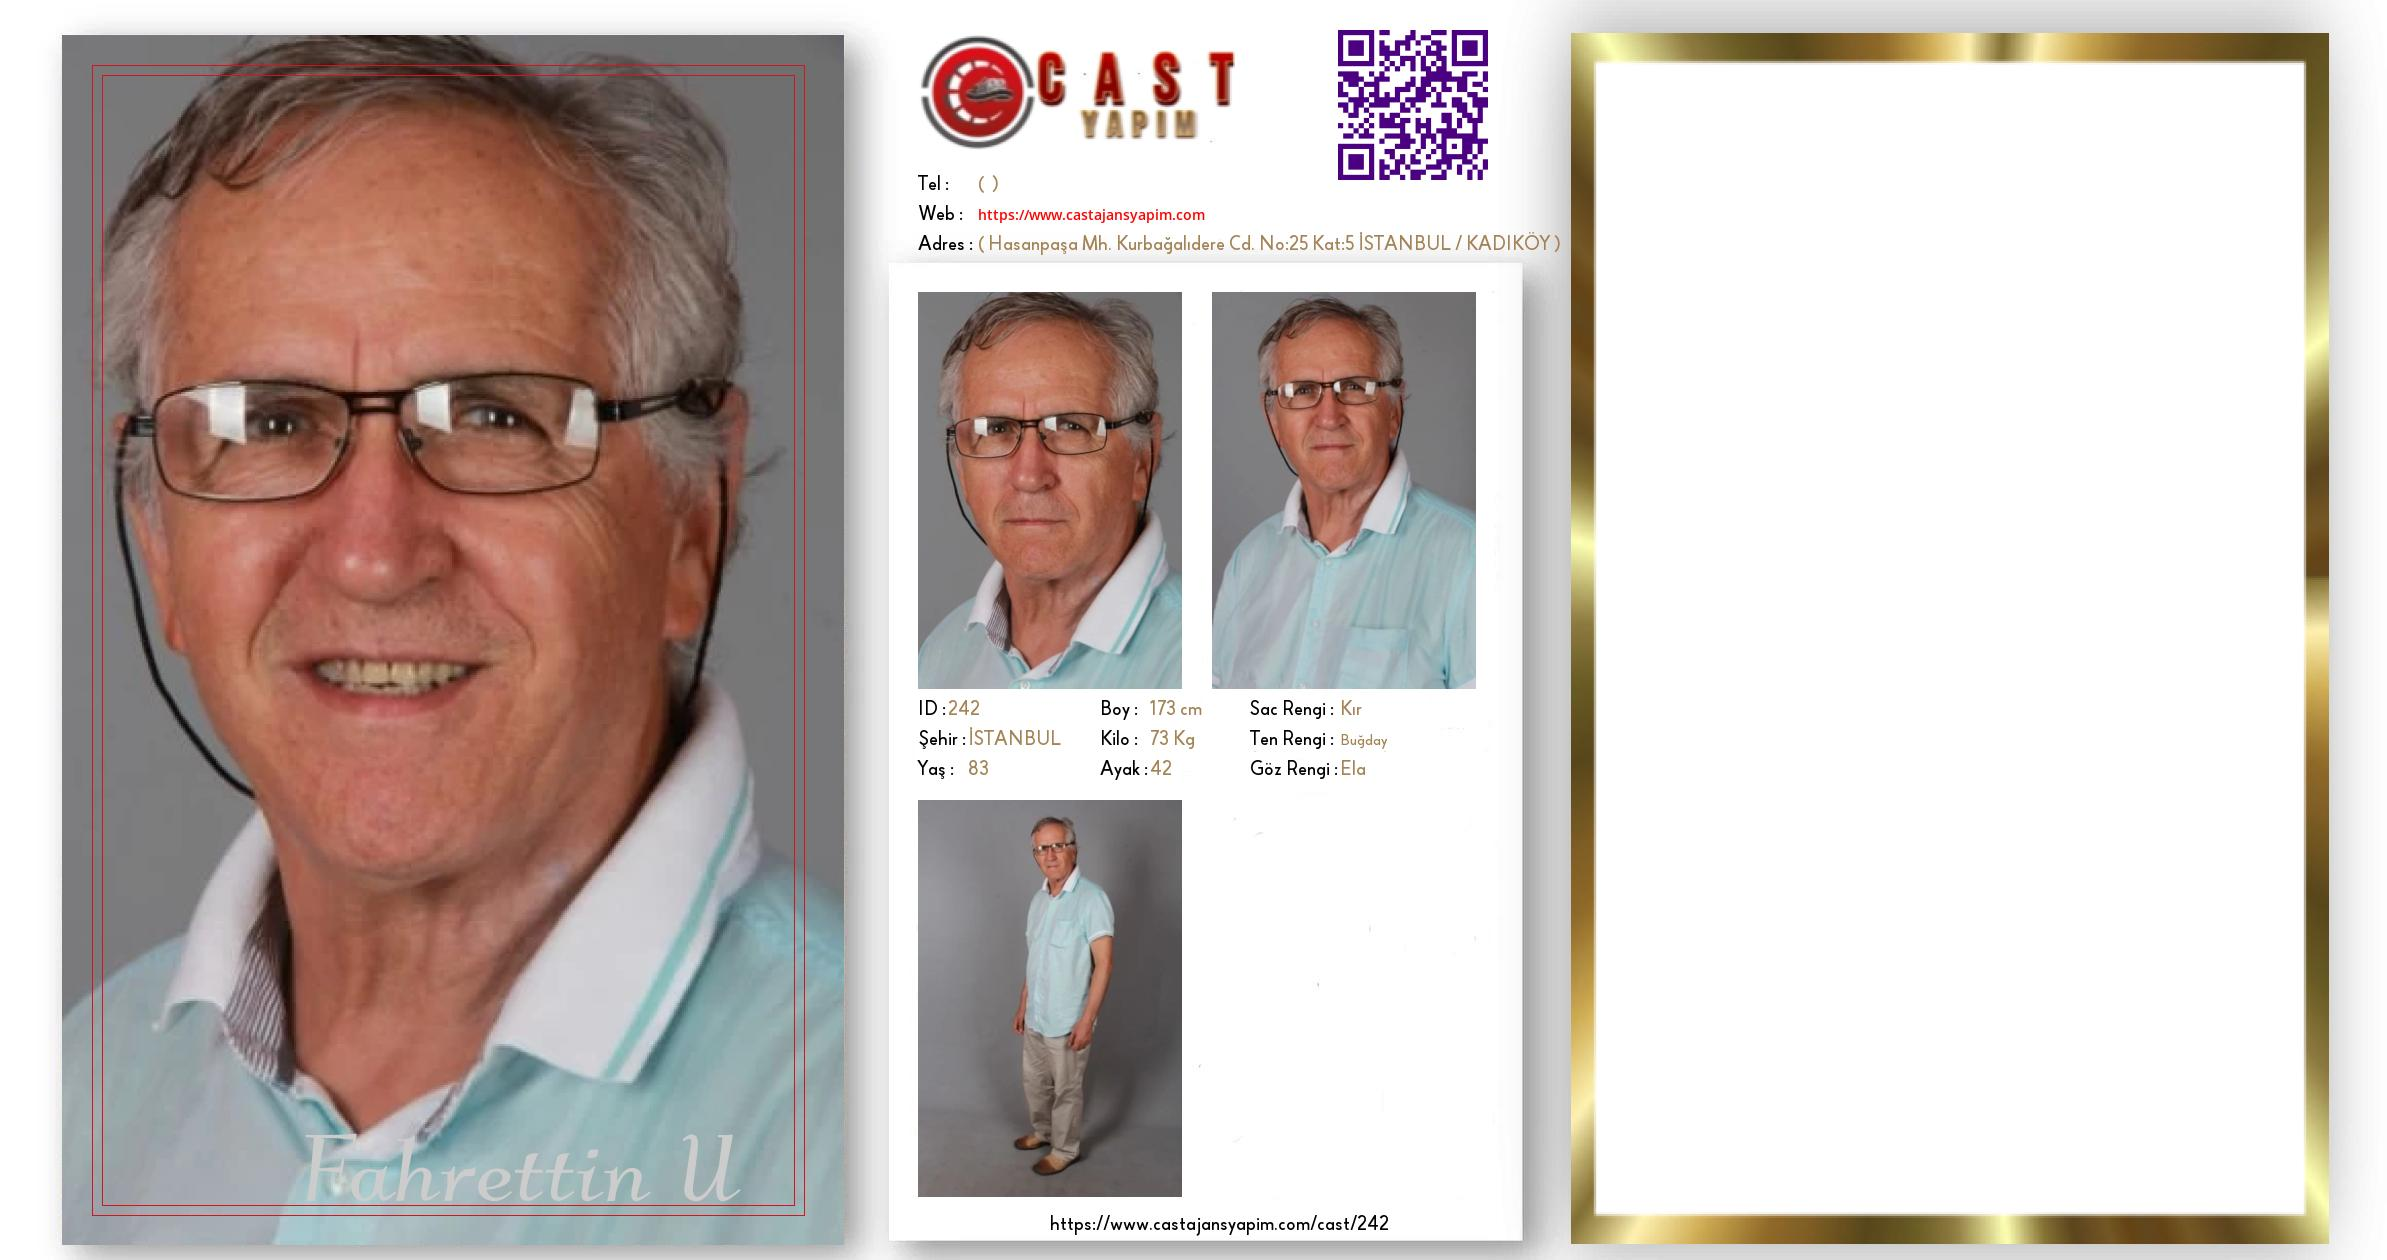 Fahrettin U
CAST
YAPIM
Tel : ( )
Web : https://www.castajansyapim.com
Adres : ( Hasanpaşa Mh. Kurbağalıdere Cd. No:25 Kat:5 İSTANBUL / KADIKÖY )
ID : 242 Boy : 173 cm Sac Rengi : Kır
Şehir : İSTANBUL Kilo : 73 Kg Ten Rengi : Buğday
Yaş : 83 Ayak : 42 Göz Rengi : Ela
https://www.castajansyapim.com/cast/242